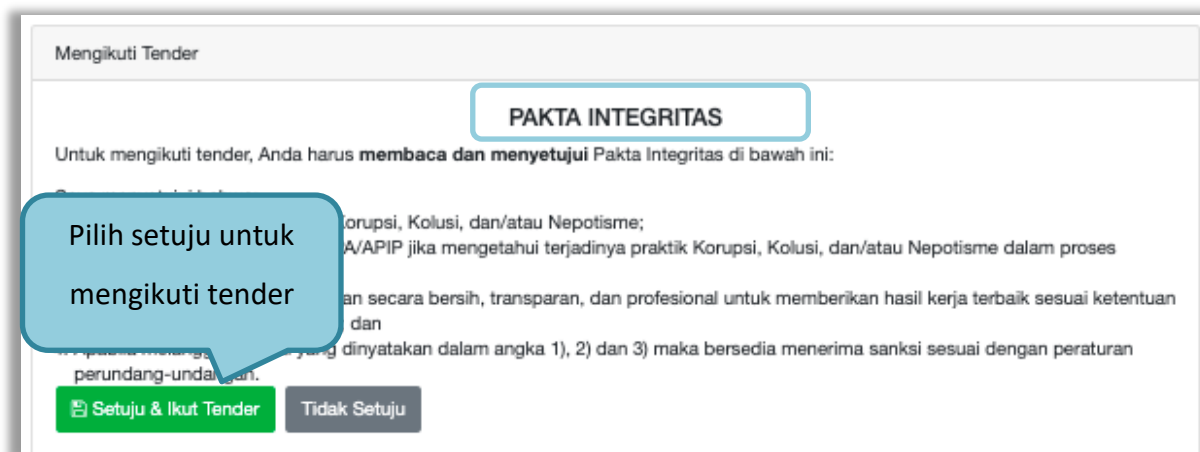 Mengikuti Tender
PAKTA INTEGRITAS
Untuk mengikuti tender, Anda harus membaca dan menyetujui Pakta Integritas di bawah ini:
Pilih setuju untuk
mengikuti tender
Korupsi, Kolusi, dan/atau Nepotisme;
A/APIP jika mengetahui terjadinya praktik Korupsi, Kolusi, dan/atau Nepotisme dalam proses
an secara bersih, transparan, dan profesional untuk memberikan hasil kerja terbaik sesuai ketentuan
dan
yang dinyatakan dalam angka 1), 2) dan 3) maka bersedia menerima sanksi sesuai dengan peraturan
perundang-undangan.
Setuju & Ikut Tender
Tidak Setuju